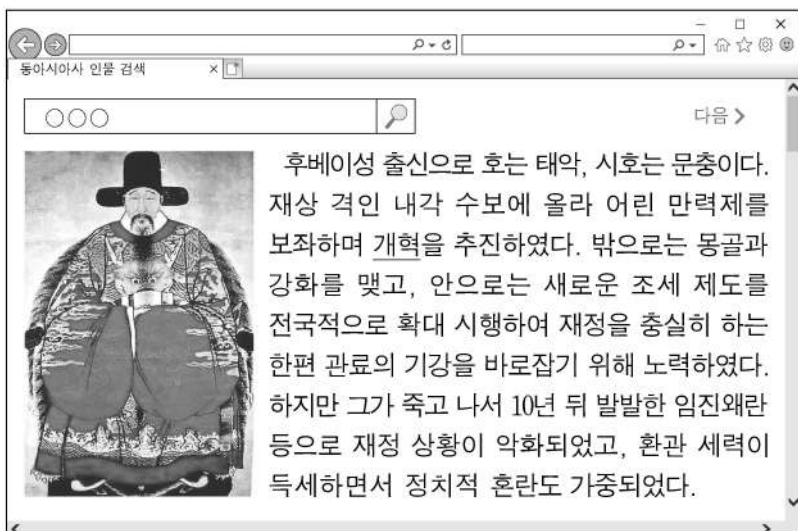 동아시아사 인물 검색
○○○
다음
후베이성 출신으로 호는 태악, 시호는 문충이다.
재상 격인 내각 수보에 올라 어린 만력제를
보좌하며 개혁을 추진하였다. 밖으로는 몽골과
강화를 맺고, 안으로는 새로운 조세 제도를
전국적으로 확대 시행하여 재정을 충실히 하는
한편 관료의 기강을 바로잡기 위해 노력하였다.
하지만 그가 죽고 나서 10년 뒤 발발한 임진왜란
등으로 재정 상황이 악화되었고, 환관 세력이
득세하면서 정치적 혼란도 가중되었다.